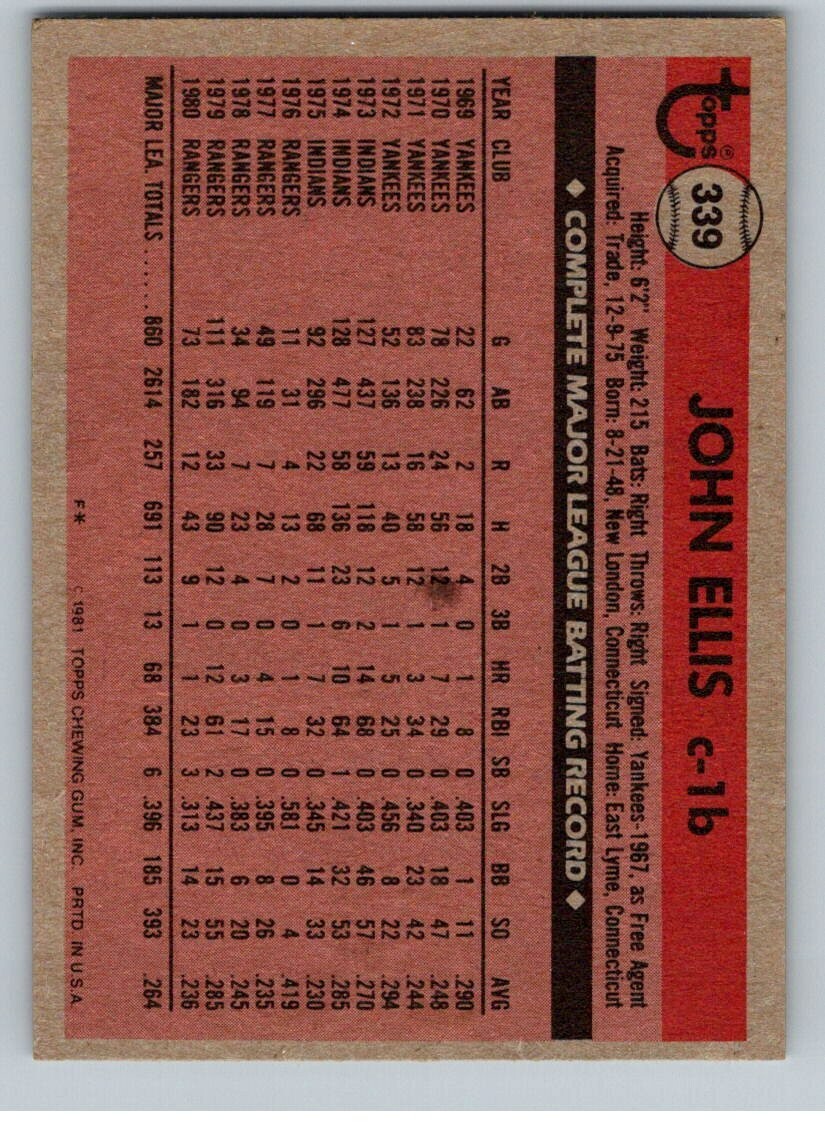 Topps® 339 JOHN ELLIS c-1b
Height: 6'2" Weight: 215 Bats: Right Throws: Right Signed: Yankees-1967, as Free Agent
Acquired: Trade, 12-9-75 Born: 8-21-48, New London, Connecticut Home: East Lyme, Connecticut
◆ COMPLETE MAJOR LEAGUE BATTING RECORD ◆
YEAR CLUB G AB R H 2B 3B HR RBI SB SLG BB SO AVG
1969 YANKEES 22 62 2 18 4 0 1 8 0 .403 1 11 .290
1970 YANKEES 78 226 24 56 12 1 7 29 0 .403 18 47 .248
1971 YANKEES 83 238 16 58 12 1 3 34 0 .340 23 42 .244
1972 YANKEES 52 136 13 40 5 1 5 25 0 .456 8 22 .294
1973 INDIANS 127 437 59 118 12 2 14 68 0 .403 46 57 .270
1974 INDIANS 128 477 58 136 23 6 10 64 1 .421 32 53 .285
1975 INDIANS 92 296 22 68 11 1 7 32 0 .345 14 33 .230
1976 RANGERS 11 31 4 13 2 0 1 8 0 .581 0 4 .419
1977 RANGERS 49 119 7 28 7 0 4 15 0 .395 8 26 .235
1978 RANGERS 34 94 7 23 4 0 3 17 0 .383 6 20 .245
1979 RANGERS 111 316 33 90 12 0 12 61 2 .437 15 55 .285
1980 RANGERS 73 182 12 43 9 1 1 23 3 .313 14 23 .236
MAJOR LEA. TOTALS ...... 860 2614 257 691 113 13 68 384 6 .396 185 393 .264
F* © 1981 TOPPS CHEWING GUM, INC. PRTD. IN U.S.A.